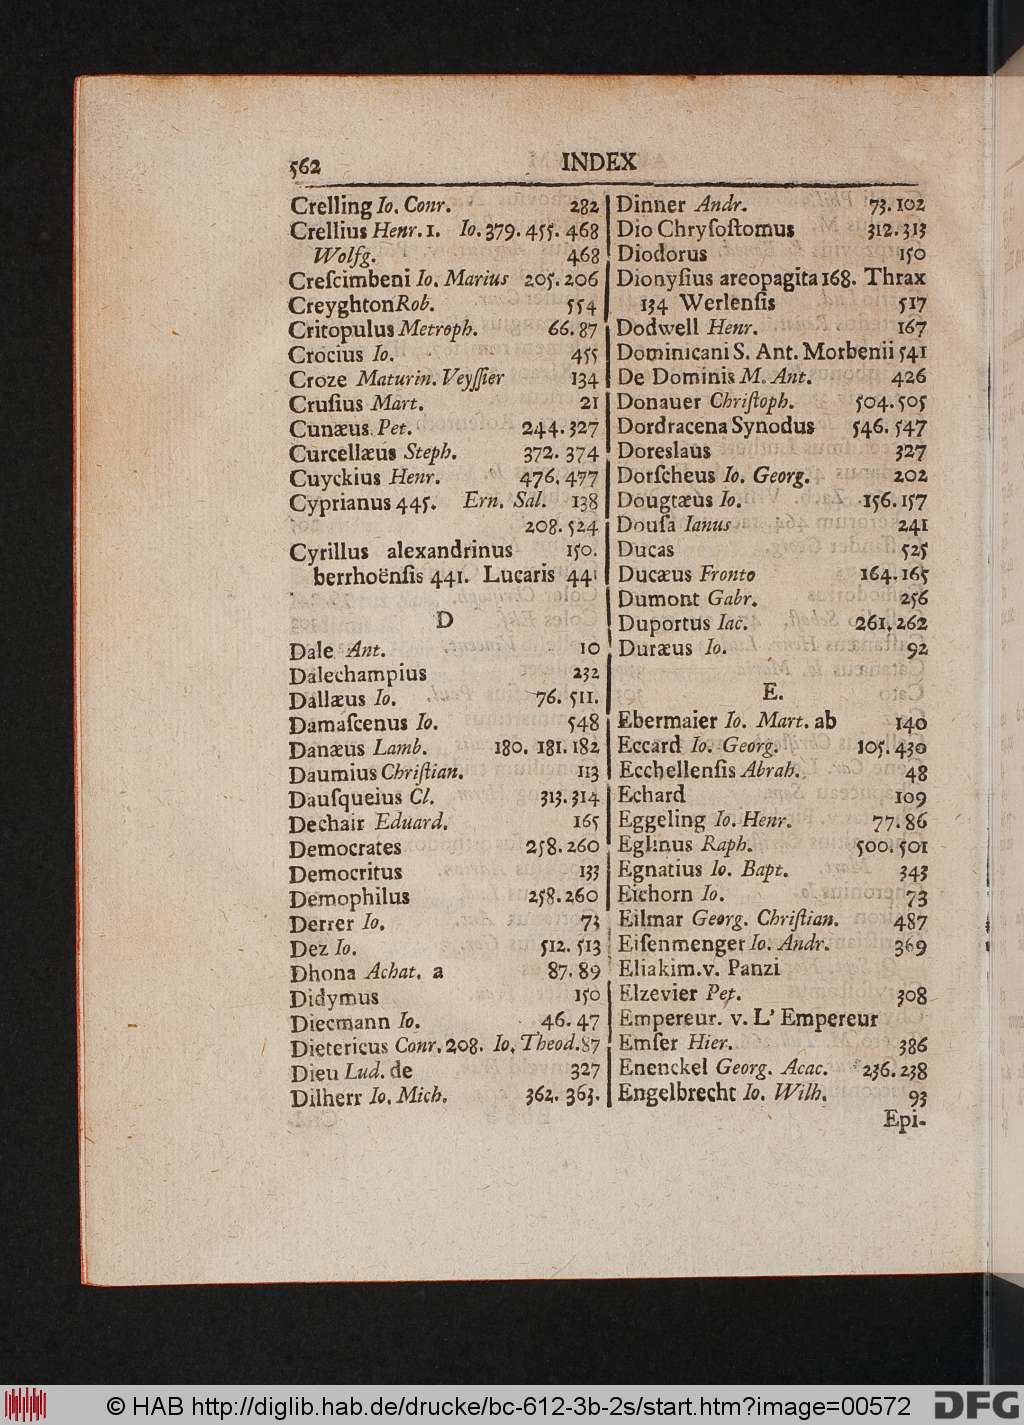 562 INDEX
Crelling Io. Conr. 282
Crellius Henr. 1. Io. 379. 455. 468
Wolfg. 468
Creſcimbeni Io. Marius 205. 206
Creyghton Rob. 554
Critopulus Metroph. 66. 87
Crocius Io. 455
Croze Maturin. Veyſſier 134
Cruſius Mart. 21
Cunæus. Pet. 244. 327
Curcellæus Steph. 372. 374
Cuyckius Henr. 476. 477
Cyprianus 445. Ern. Sal. 138
208. 524
Cyrillus alexandrinus 150.
berrhoënſis 441. Lucaris 441
D
Dale Ant. 10
Dalechampius 232
Dallæus Io. 76. 511.
Damaſcenus Io. 548
Danæus Lamb. 180. 181. 182
Daumius Chriſtian. 113
Dauſqueius Cl. 313. 314
Dechair Eduard. 165
Democrates 258. 260
Democritus 133
Demophilus 258. 260
Derrer Io. 73
Dez Io. 512. 513
Dhona Achat. a 87. 89
Didymus 150
Diecmann Io. 46. 47
Dietericus Conr. 208. Io. Theod. 87
Dieu Lud. de 327
Dilherr Io. Mich. 362. 363.
Dinner Andr. 73. 102
Dio Chryſoſtomus 312. 313
Diodorus 150
Dionyſius areopagita 168. Thrax
134 Werlenſis 517
Dodwell Henr. 167
Dominicani S. Ant. Morbenii 541
De Dominis M. Ant. 426
Donauer Chriſtoph. 504. 505
Dordracena Synodus 546. 547
Doreslaus 327
Dorſcheus Io. Georg. 202
Dougtæus Io. 156. 157
Douſa Ianus 241
Ducas 525
Ducæus Fronto 164. 165
Dumont Gabr. 256
Duportus Iac. 261. 262
Duræus Io. 92
E.
Ebermaier Io. Mart. ab 140
Eccard Io. Georg. 105. 430
Ecchellenſis Abrah. 48
Echard 109
Eggeling Io. Henr. 77. 86
Eglinus Raph. 500. 501
Egnatius Io. Bapt. 343
Eichorn Io. 73
Eilmar Georg. Chriſtian. 487
Eiſenmenger Io. Andr. 369
Eliakim. v. Panzi
Elzevier Pet. 308
Empereur. v. L' Empereur
Emſer Hier. 386
Enenckel Georg. Acac. 236. 238
Engelbrecht Io. Wilh. 93
Epi-
© HAB http://diglib.hab.de/drucke/bc-612-3b-2s/start.htm?image=00572
DFG